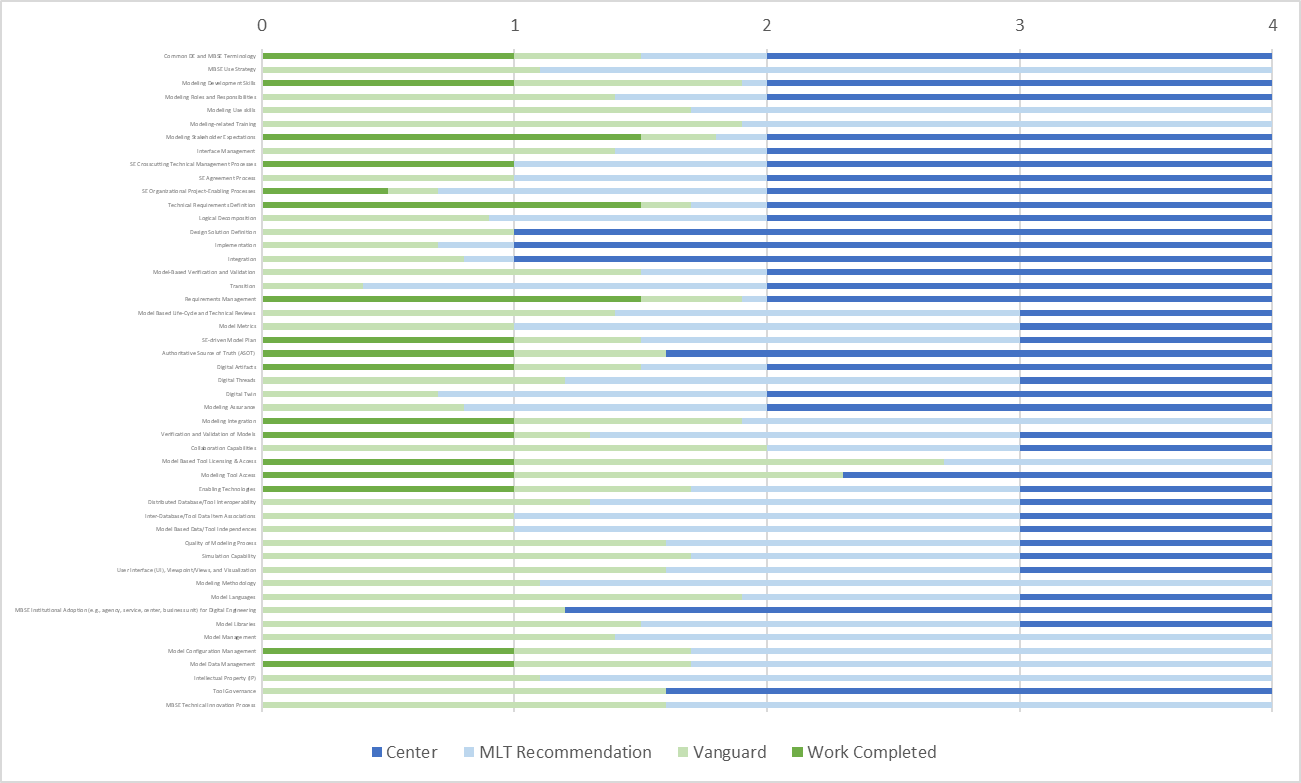 0 1 2 3 4
Common DE and MBSE Terminology
MBSE Use Strategy
Modeling Development Skills
Modeling Roles and Responsibilities
Modeling Use skills
Modeling-related Training
Modeling Stakeholder Expectations
Interface Management
SE Crosscutting Technical Management Processes
SE Agreement Process
SE Organizational Project-Enabling Processes
Technical Requirements Definition
Logical Decomposition
Design Solution Definition
Implementation
Integration
Model-Based Verification and Validation
Transition
Requirements Management
Model Based Life-Cycle and Technical Reviews
Model Metrics
SE-driven Model Plan
Authoritative Source of Truth (ASOT)
Digital Artifacts
Digital Threads
Digital Twin
Modeling Assurance
Modeling Integration
Verification and Validation of Models
Collaboration Capabilities
Model Based Tool Licensing & Access
Modeling Tool Access
Enabling Technologies
Distributed Database/Tool Interoperability
Inter-Database/Tool Data Item Associations
Model Based Data/Tool Independences
Quality of Modeling Process
Simulation Capability
User Interface (UI), Viewpoint/Views, and Visualization
Modeling Methodology
Model Languages
MBSE Institutional Adoption (e.g., agency, service, center, business unit) for Digital Engineering
Model Libraries
Model Management
Model Configuration Management
Model Data Management
Intellectual Property (IP)
Tool Governance
MBSE Technical Innovation Process
Center MLT Recommendation Vanguard Work Completed